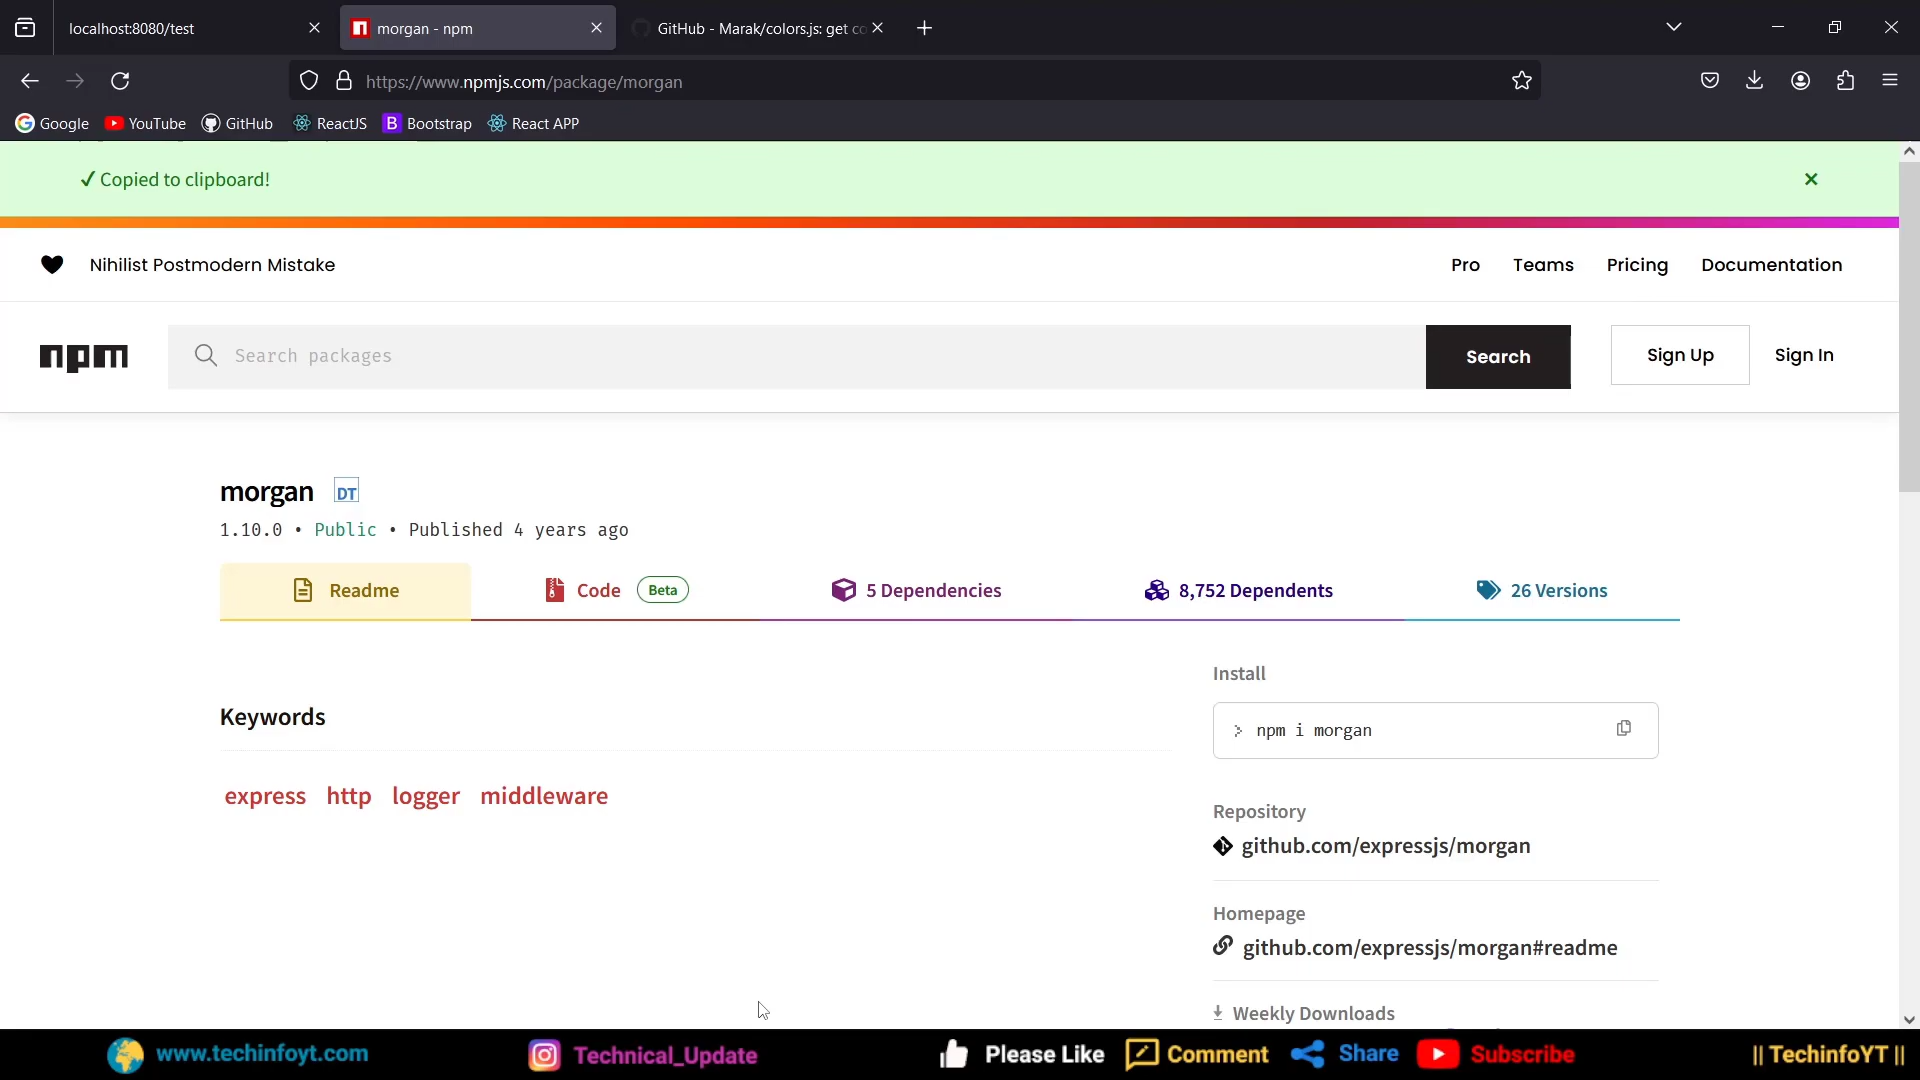 localhost:8080/test
morgan - npm
GitHub - Marak/colors.js: get co
https://www.npmjs.com/package/morgan
Google
YouTube
GitHub
ReactJS
Bootstrap
React APP
✓ Copied to clipboard!
Nihilist Postmodern Mistake
Pro
Teams
Pricing
Documentation
npm
Search packages
Search
Sign Up
Sign In
morgan DT
1.10.0 • Public • Published 4 years ago
Readme
Code Beta
5 Dependencies
8,752 Dependents
26 Versions
Keywords
express http logger middleware
Install
> npm i morgan
Repository
github.com/expressjs/morgan
Homepage
github.com/expressjs/morgan#readme
Weekly Downloads
www.techinfoyt.com
Technical_Update
Please Like
Comment
Share
Subscribe
|| TechinfoYT ||